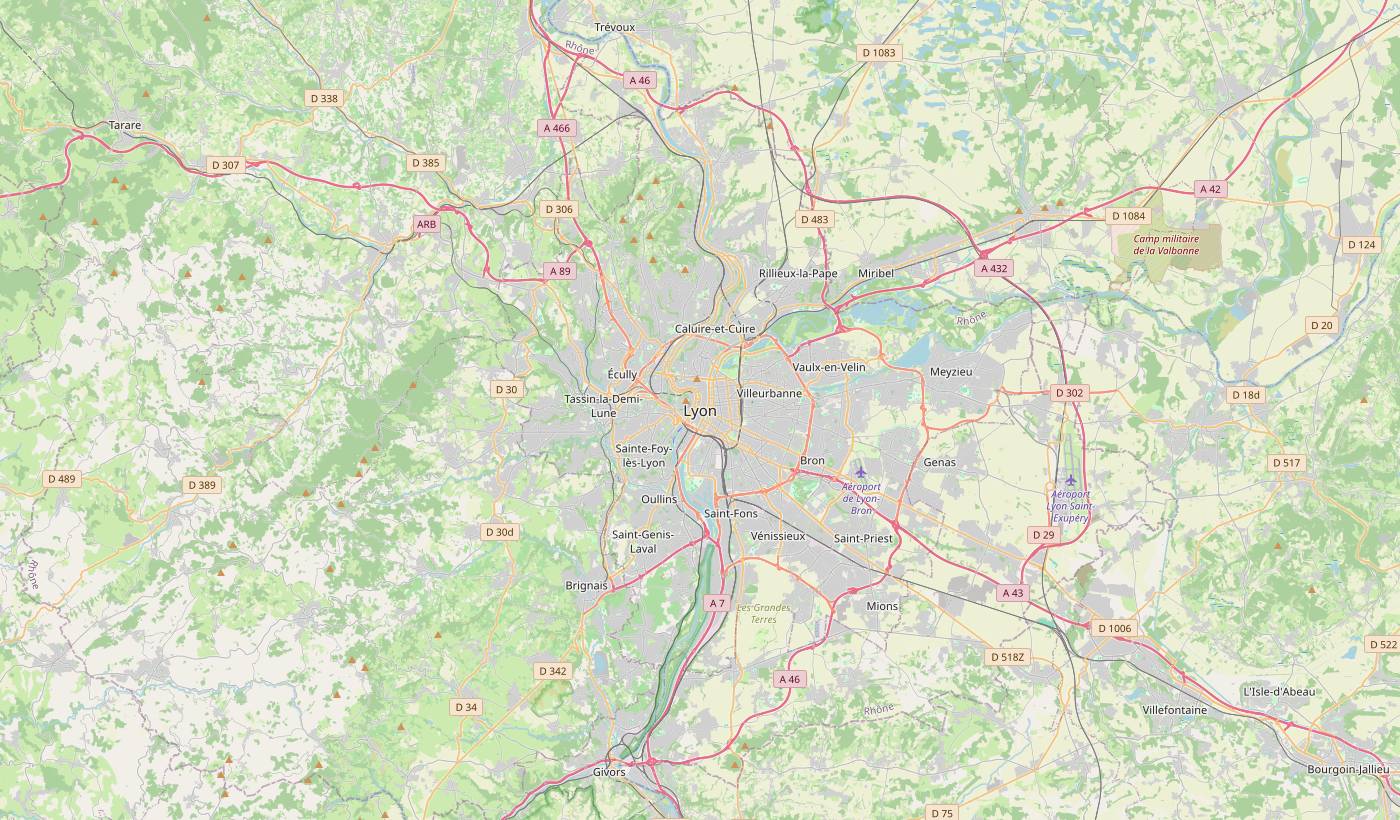 Trévoux
Rhône
D 1083
A 46
D 338
Tarare
A 466
D 307
D 385
A 42
D 306
D 483
D 1084
ARB
Camp militaire
de la Valbonne
D 124
A 89
Rillieux-la-Pape
Miribel
A 432
Rhône
D 20
Caluire-et-Cuire
Écully
Vaulx-en-Velin
Meyzieu
D 30
Villeurbanne
D 302
D 18d
Tassin-la-Demi-
Lune
Lyon
Sainte-Foy-
lès-Lyon
Bron
Genas
D 517
D 489
D 389
Aéroport
de Lyon-
Bron
Aéroport
Lyon Saint-
Exupéry
Oullins
Saint-Fons
D 30d
Saint-Genis-
Laval
Vénissieux
Saint-Priest
D 29
Rhône
Brignais
A 7
Les Grandes
Terres
Mions
A 43
D 1006
D 522
D 342
D 518Z
A 46
L'Isle-d'Abeau
D 34
Rhône
Villefontaine
Givors
Bourgoin-Jallieu
D 75